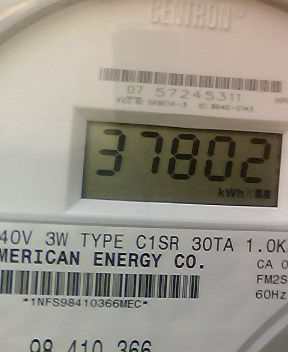 CENTRON®
07 57245311
37802
kWh
40V 3W TYPE C1SR 30TA 1.0K
MERICAN ENERGY CO.
CA 0
FM2S
60Hz
*1NFS98410366MEC*
98 410 366